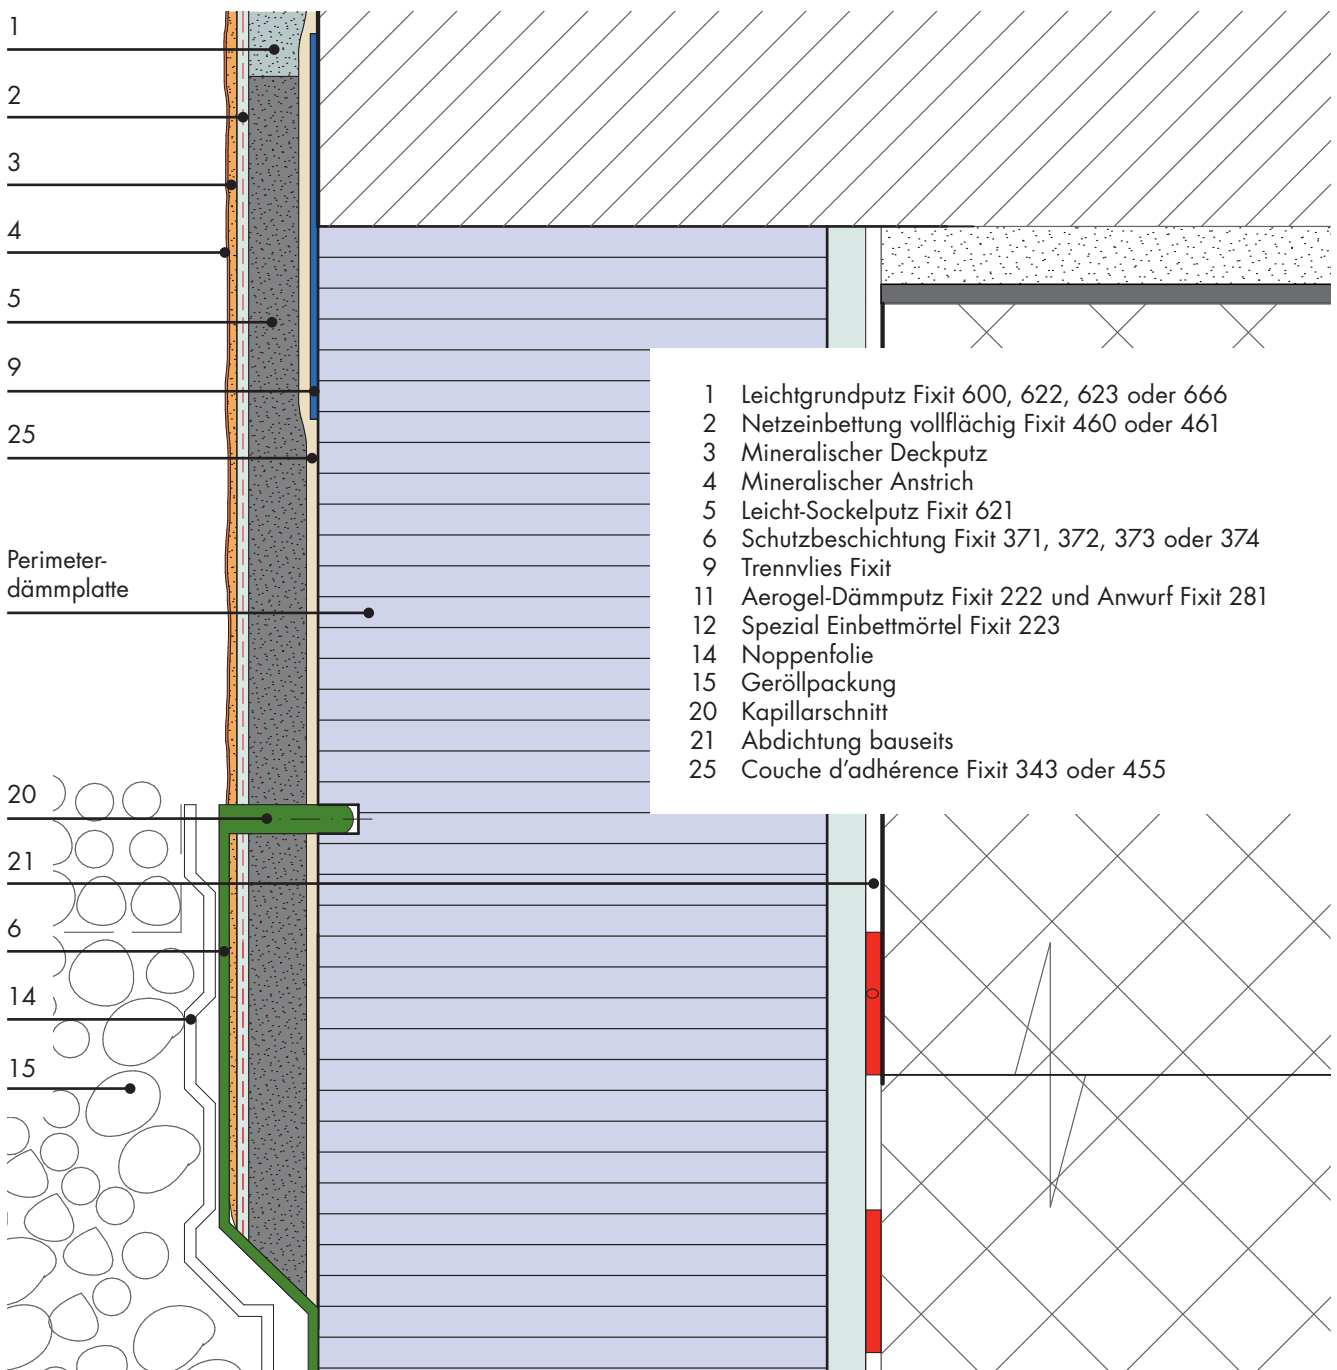 1
2
3
4
5
9
25
Perimeter-
dämmplatte
20
21
6
14
15
1 Leichtgrundputz Fixit 600, 622, 623 oder 666
2 Netzeinbettung vollflächig Fixit 460 oder 461
3 Mineralischer Deckputz
4 Mineralischer Anstrich
5 Leicht-Sockelputz Fixit 621
6 Schutzbeschichtung Fixit 371, 372, 373 oder 374
9 Trennvlies Fixit
11 Aerogel-Dämmputz Fixit 222 und Anwurf Fixit 281
12 Spezial Einbettmörtel Fixit 223
14 Noppenfolie
15 Geröllpackung
20 Kapillarschnitt
21 Abdichtung bauseits
25 Couche d’adhérence Fixit 343 oder 455